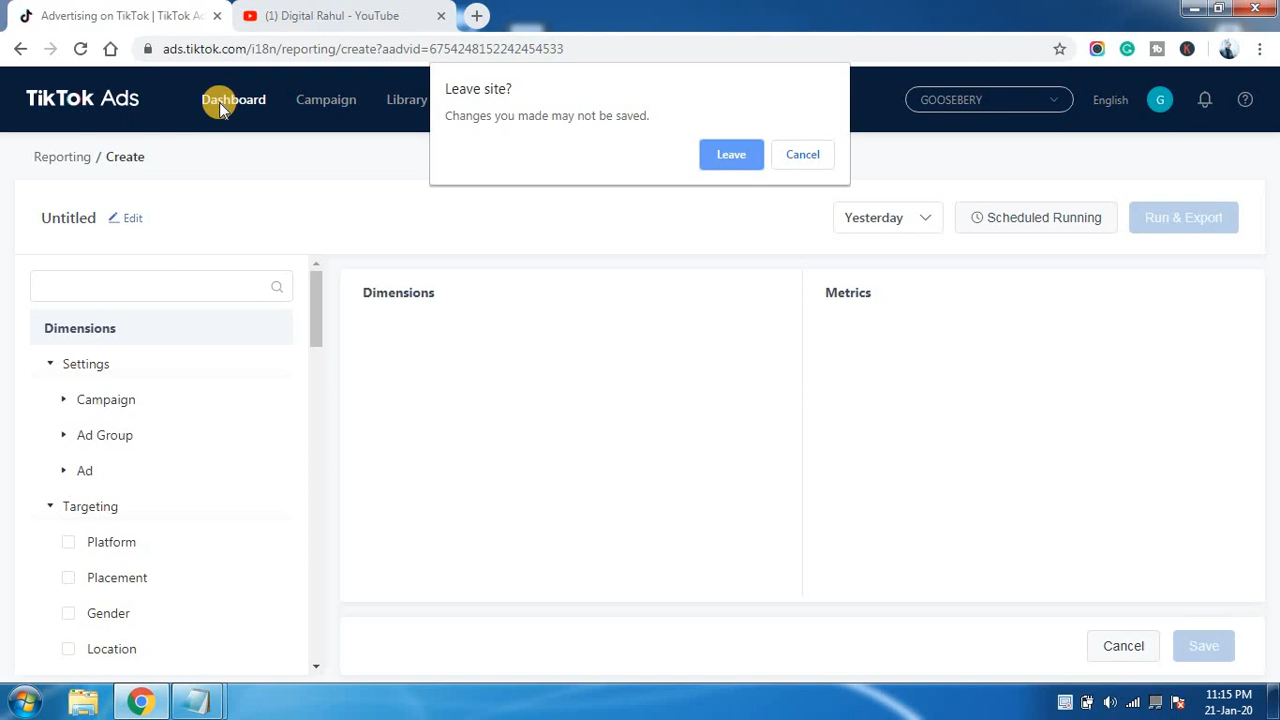 Advertising on TikTok | TikTok Ad
(1) Digital Rahul - YouTube
ads.tiktok.com/i18n/reporting/create?aadvid=6754248152242454533
Leave site?
Changes you made may not be saved.
Leave
Cancel
TikTok Ads
Dashboard
Campaign
Library
GOOSEBERY
English
G
Reporting / Create
Untitled
Edit
Yesterday
Scheduled Running
Run & Export
Dimensions
Settings
Campaign
Ad Group
Ad
Targeting
Platform
Placement
Gender
Location
Dimensions
Metrics
Cancel
Save
11:15 PM
21-Jan-20